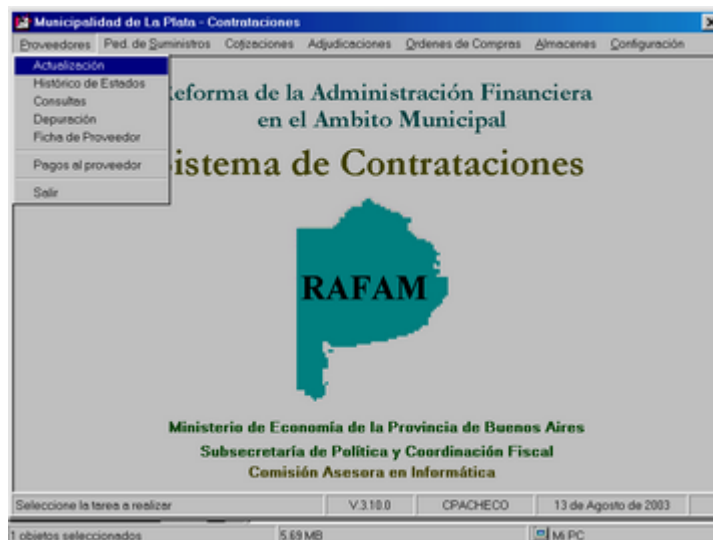 Municipalidad de La Plata - Contrataciones
Proveedores Ped. de Suministros Cotizaciones Adjudicaciones Ordenes de Compras Almacenes Configuración
Actualización
Histórico de Estados
Consultas
Depuración
Ficha de Proveedor
Pagos al proveedor
Salir
eforma de la Administración Financiera
en el Ambito Municipal
istema de Contrataciones
RAFAM
Ministerio de Economía de la Provincia de Buenos Aires
Subsecretaría de Política y Coordinación Fiscal
Comisión Asesora en Informática
Seleccione la tarea a realizar V.3.10.0 CPACHECO 13 de Agosto de 2003
1 objetos seleccionados 5.69 MB Mi PC